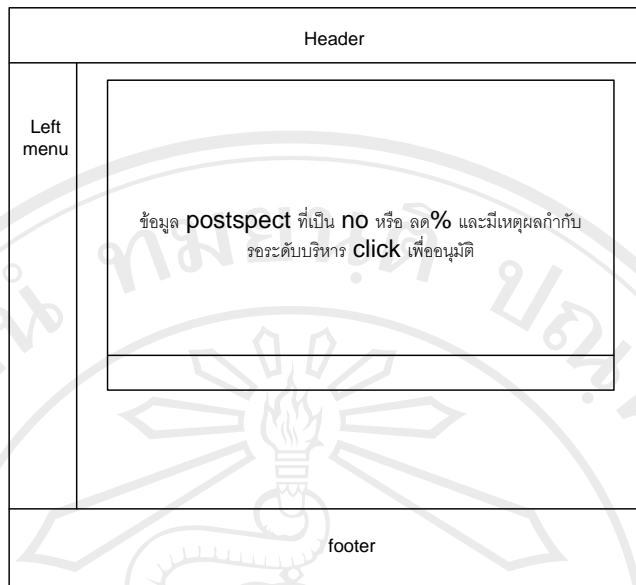 Header
Left
menu
ข้อมูล postspect ที่เป็น no หรือ ลด% และมีเหตุผลกำกับ
รอระดับบริหาร click เพื่ออนุมัติ
footer